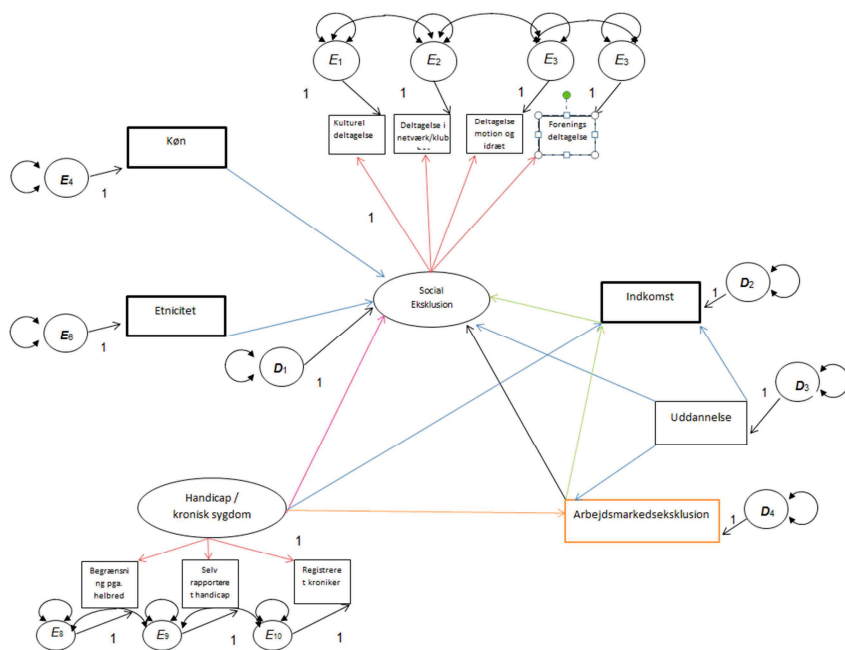 E1
E2
E3
E3
1
1
1
1
Kulturel
deltagelse
Deltagelse i
netværk/klub
Deltagelse
motion og
idræt
Forenings
deltagelse
Køn
E4
1
1
Social
Eksklusion
Indkomst
1
D2
Etnicitet
E6
1
D1
1
1
D3
Uddannelse
Handicap /
kronisk sygdom
Arbejdsmarkedseksklusion
1
D4
1
Begrænsni
ng pga.
helbred
Selv
rapportere
t handicap
Registrere
t kroniker
E8
1
E9
1
E10
1